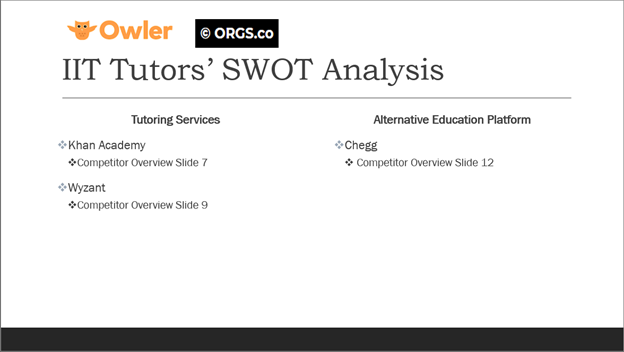 Owler
© ORGS.co
IIT Tutors’ SWOT Analysis
Tutoring Services
Khan Academy
Competitor Overview Slide 7
Wyzant
Competitor Overview Slide 9
Alternative Education Platform
Chegg
Competitor Overview Slide 12